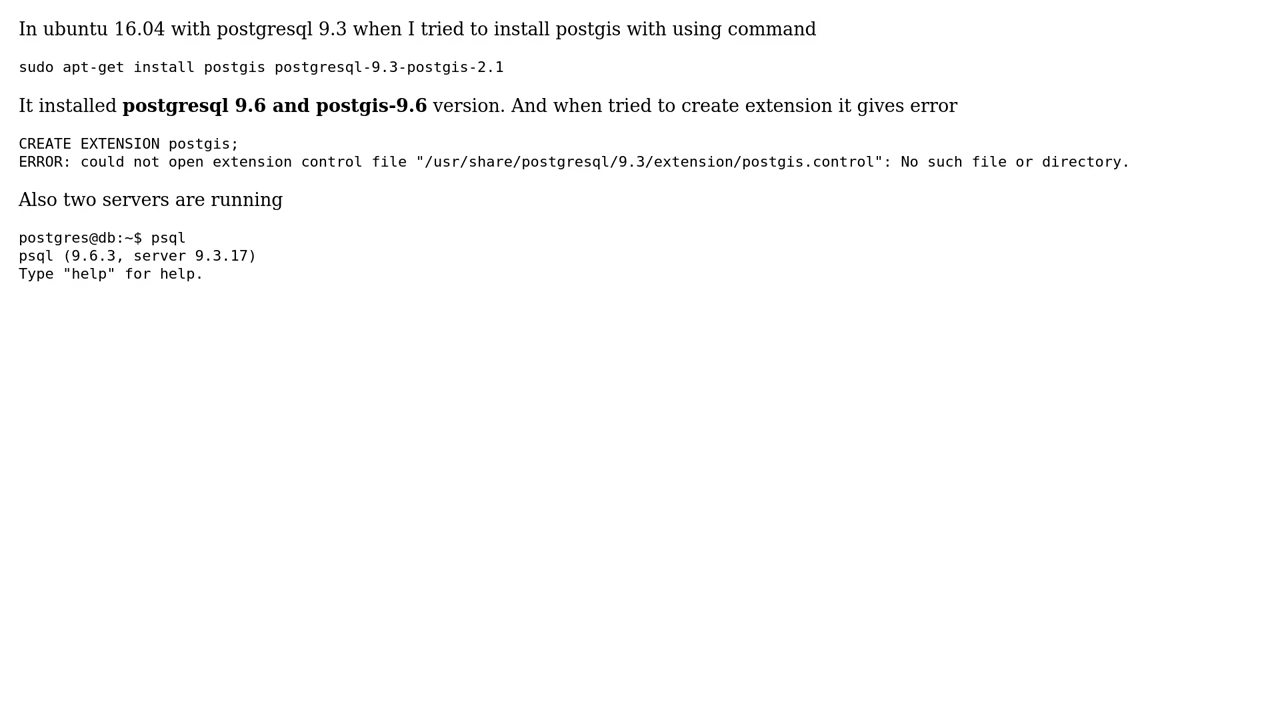 In ubuntu 16.04 with postgresql 9.3 when I tried to install postgis with using command
sudo apt-get install postgis postgresql-9.3-postgis-2.1
It installed postgresql 9.6 and postgis-9.6 version. And when tried to create extension it gives error
CREATE EXTENSION postgis;
ERROR: could not open extension control file "/usr/share/postgresql/9.3/extension/postgis.control": No such file or directory.
Also two servers are running
postgres@db:~$ psql
psql (9.6.3, server 9.3.17)
Type "help" for help.